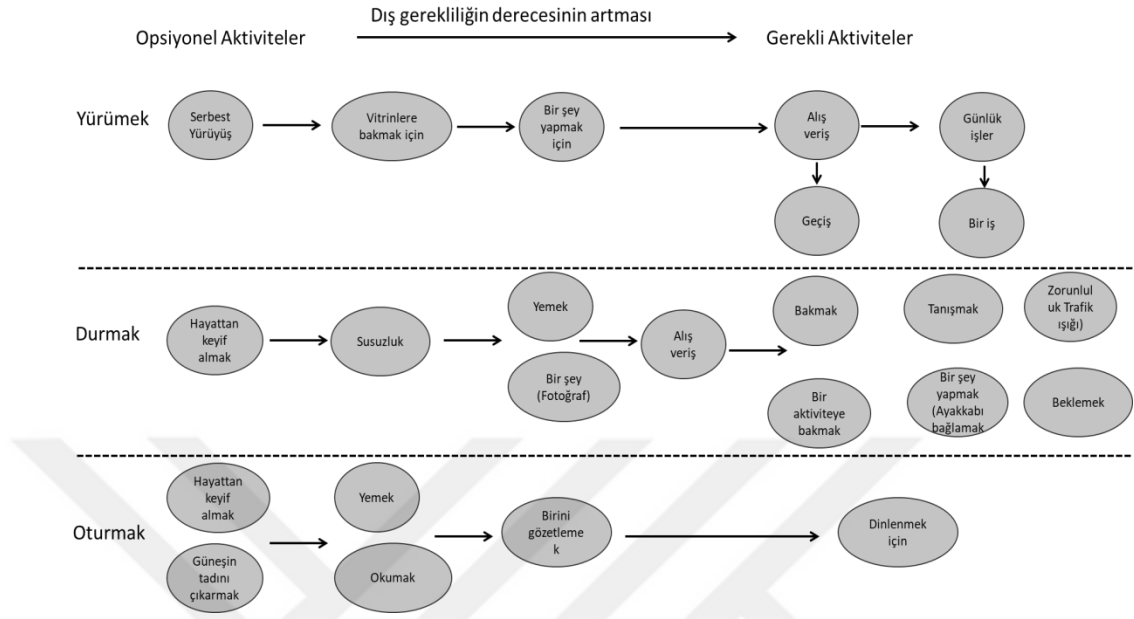 Dış gerekliliğin derecesinin artması
Opsiyonel Aktiviteler
Gerekli Aktiviteler
Yürümek
Serbest
Yürüyüş
Vitrinlere
bakmak için
Bir şey
yapmak
için
Alış
veriş
Günlük
işler
Geçiş
Bir iş
Durmak
Hayattan
keyif
almak
Susuzluk
Yemek
Bir şey
(Fotoğraf)
Alış
veriş
Bakmak
Tanışmak
Zorunlul
uk Trafik
ışığı)
Bir
aktiviteye
bakmak
Bir şey
yapmak
(Ayakkabı
bağlamak
Beklemek
Oturmak
Hayattan
keyif
almak
Güneşin
tadını
çıkarmak
Yemek
Okumak
Birini
gözetleme
k
Dinlenmek
için